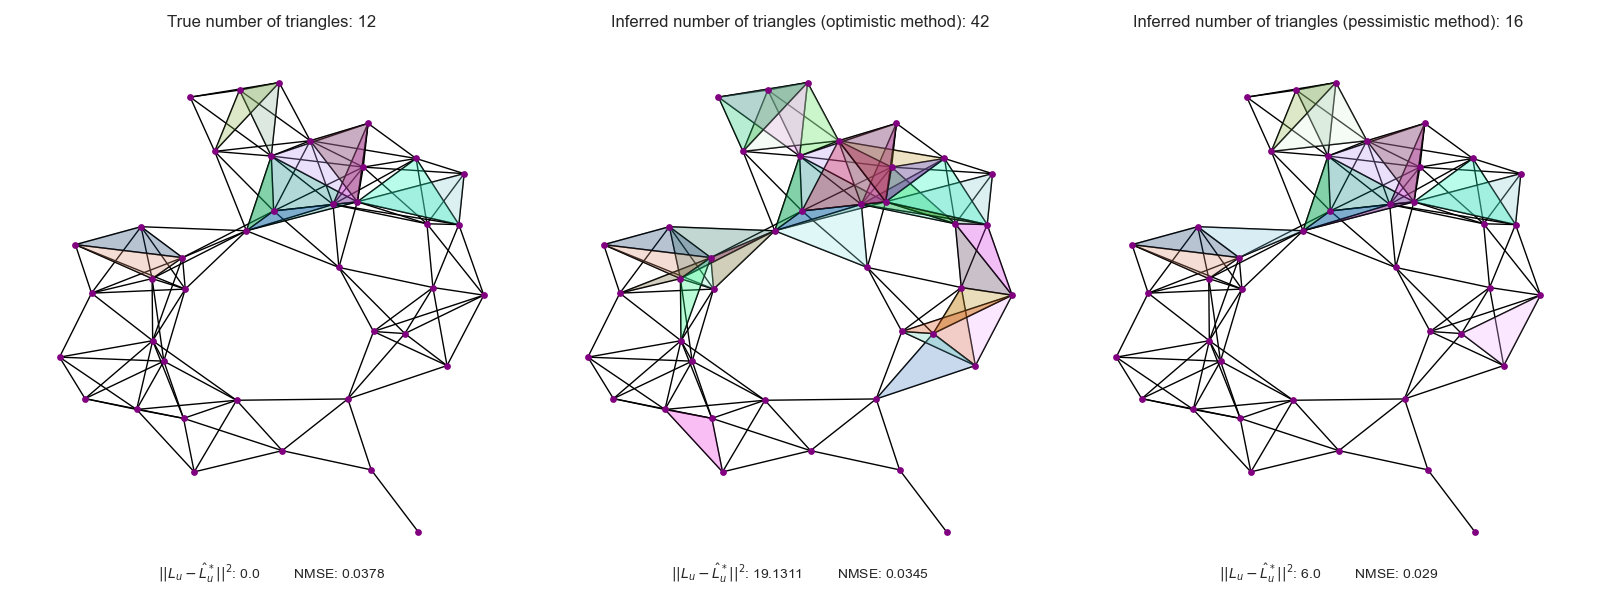 True number of triangles: 12
Inferred number of triangles (optimistic method): 42
Inferred number of triangles (pessimistic method): 16
$||L_u - \hat{L}_u^*||^2$: 0.0 NMSE: 0.0378
$||L_u - \hat{L}_u^*||^2$: 19.1311 NMSE: 0.0345
$||L_u - \hat{L}_u^*||^2$: 6.0 NMSE: 0.029